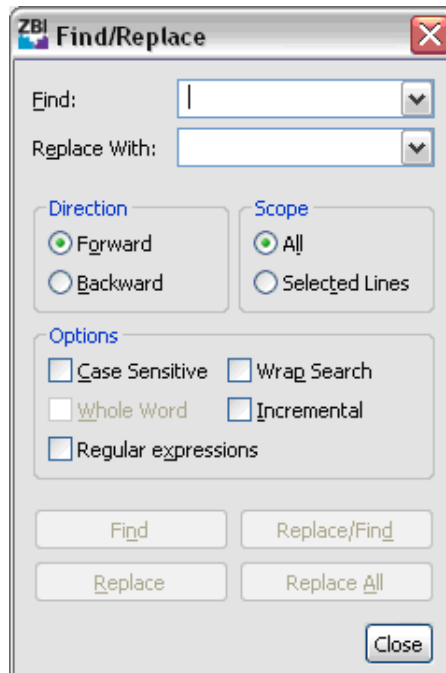 ZBI Find/Replace
Find:
Replace With:
Direction Scope
Forward All
Backward Selected Lines
Options
Case Sensitive Wrap Search
Whole Word Incremental
Regular expressions
Find Replace/Find
Replace Replace All
Close